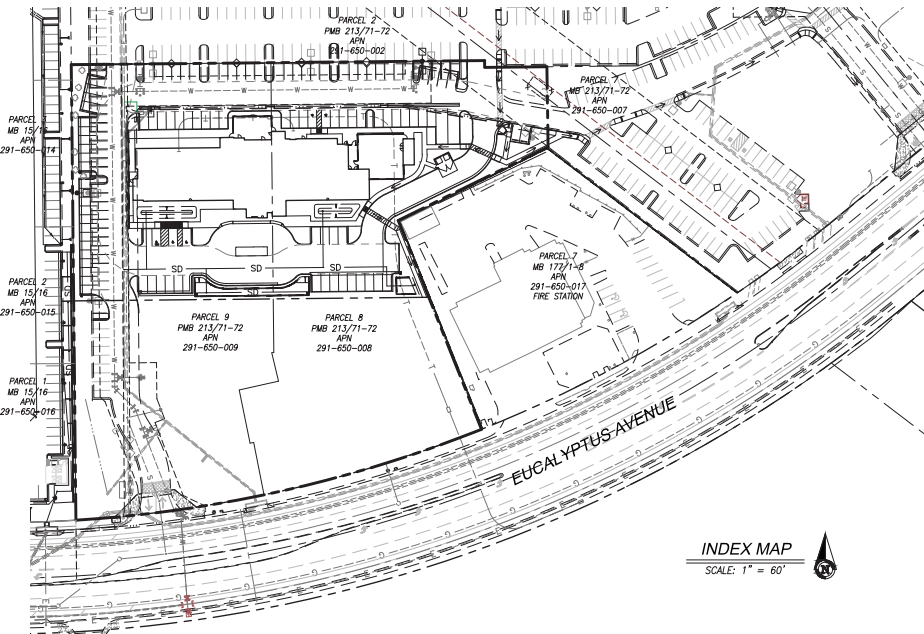 PARCEL 2
PMB 213/71-72
APN
291-650-002
PARCEL 7
MB 213/71-72
APN
291-650-007
MB 15/16
APN
291-650-014
PARCEL 7
MB 177/1-8
APN
291-650-017
FIRE STATION
SD SD SD
SD
PARCEL 2
MB 15/16
APN
291-650-015
PARCEL 9
PMB 213/71-72
APN
291-650-009
PARCEL 8
PMB 213/71-72
APN
291-650-008
PARCEL 1
MB 15/16
APN
291-650-016
EUCALYPTUS AVENUE
INDEX MAP
SCALE: 1" = 60'
N